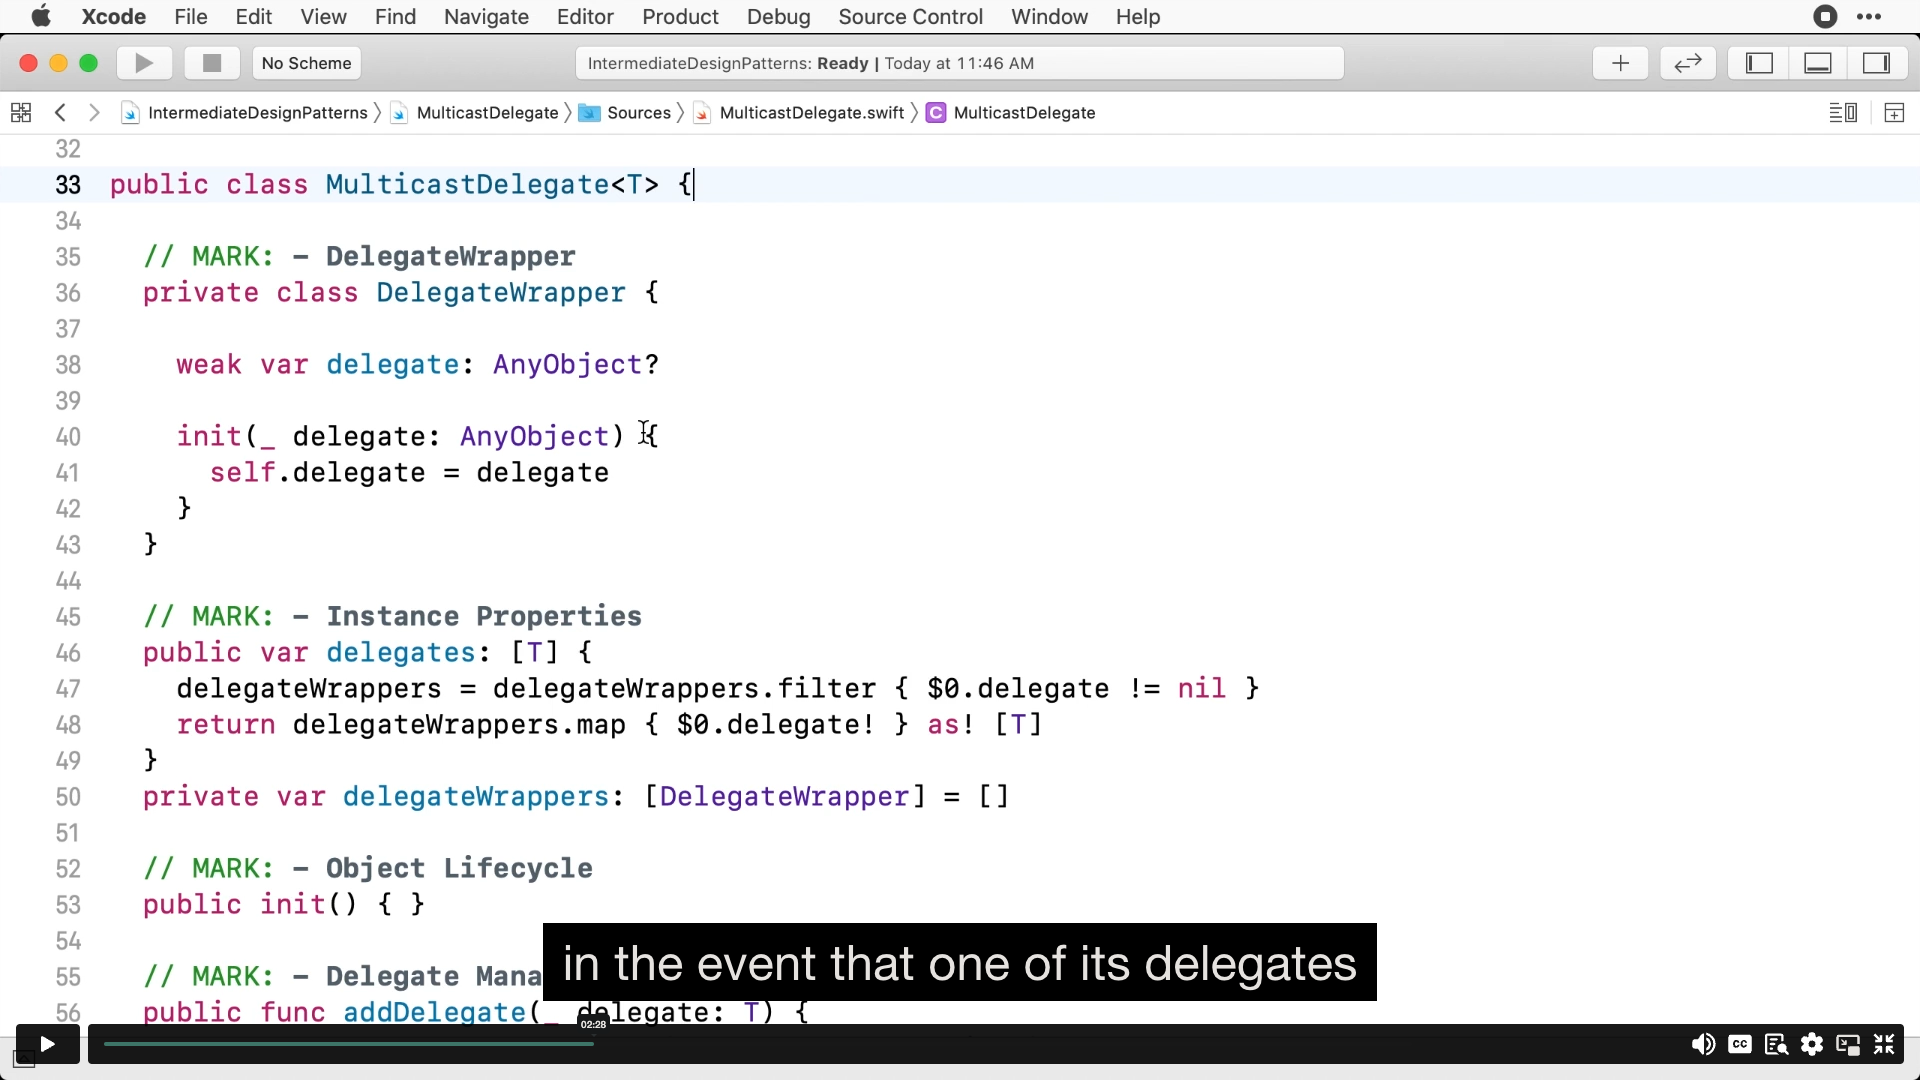 Xcode File Edit View Find Navigate Editor Product Debug Source Control Window Help
No Scheme IntermediateDesignPatterns: Ready | Today at 11:46 AM
IntermediateDesignPatterns MulticastDelegate Sources MulticastDelegate.swift C MulticastDelegate
32
33 public class MulticastDelegate<T> {
34
35 // MARK: - DelegateWrapper
36 private class DelegateWrapper {
37
38 weak var delegate: AnyObject?
39
40 init(_ delegate: AnyObject) {
41 self.delegate = delegate
42 }
43 }
44
45 // MARK: - Instance Properties
46 public var delegates: [T] {
47 delegateWrappers = delegateWrappers.filter { $0.delegate != nil }
48 return delegateWrappers.map { $0.delegate! } as! [T]
49 }
50 private var delegateWrappers: [DelegateWrapper] = []
51
52 // MARK: - Object Lifecycle
53 public init() { }
54
55 // MARK: - Delegate Mana
56 public func addDelegate(_ delegate: T) {
in the event that one of its delegates
02:28
CC